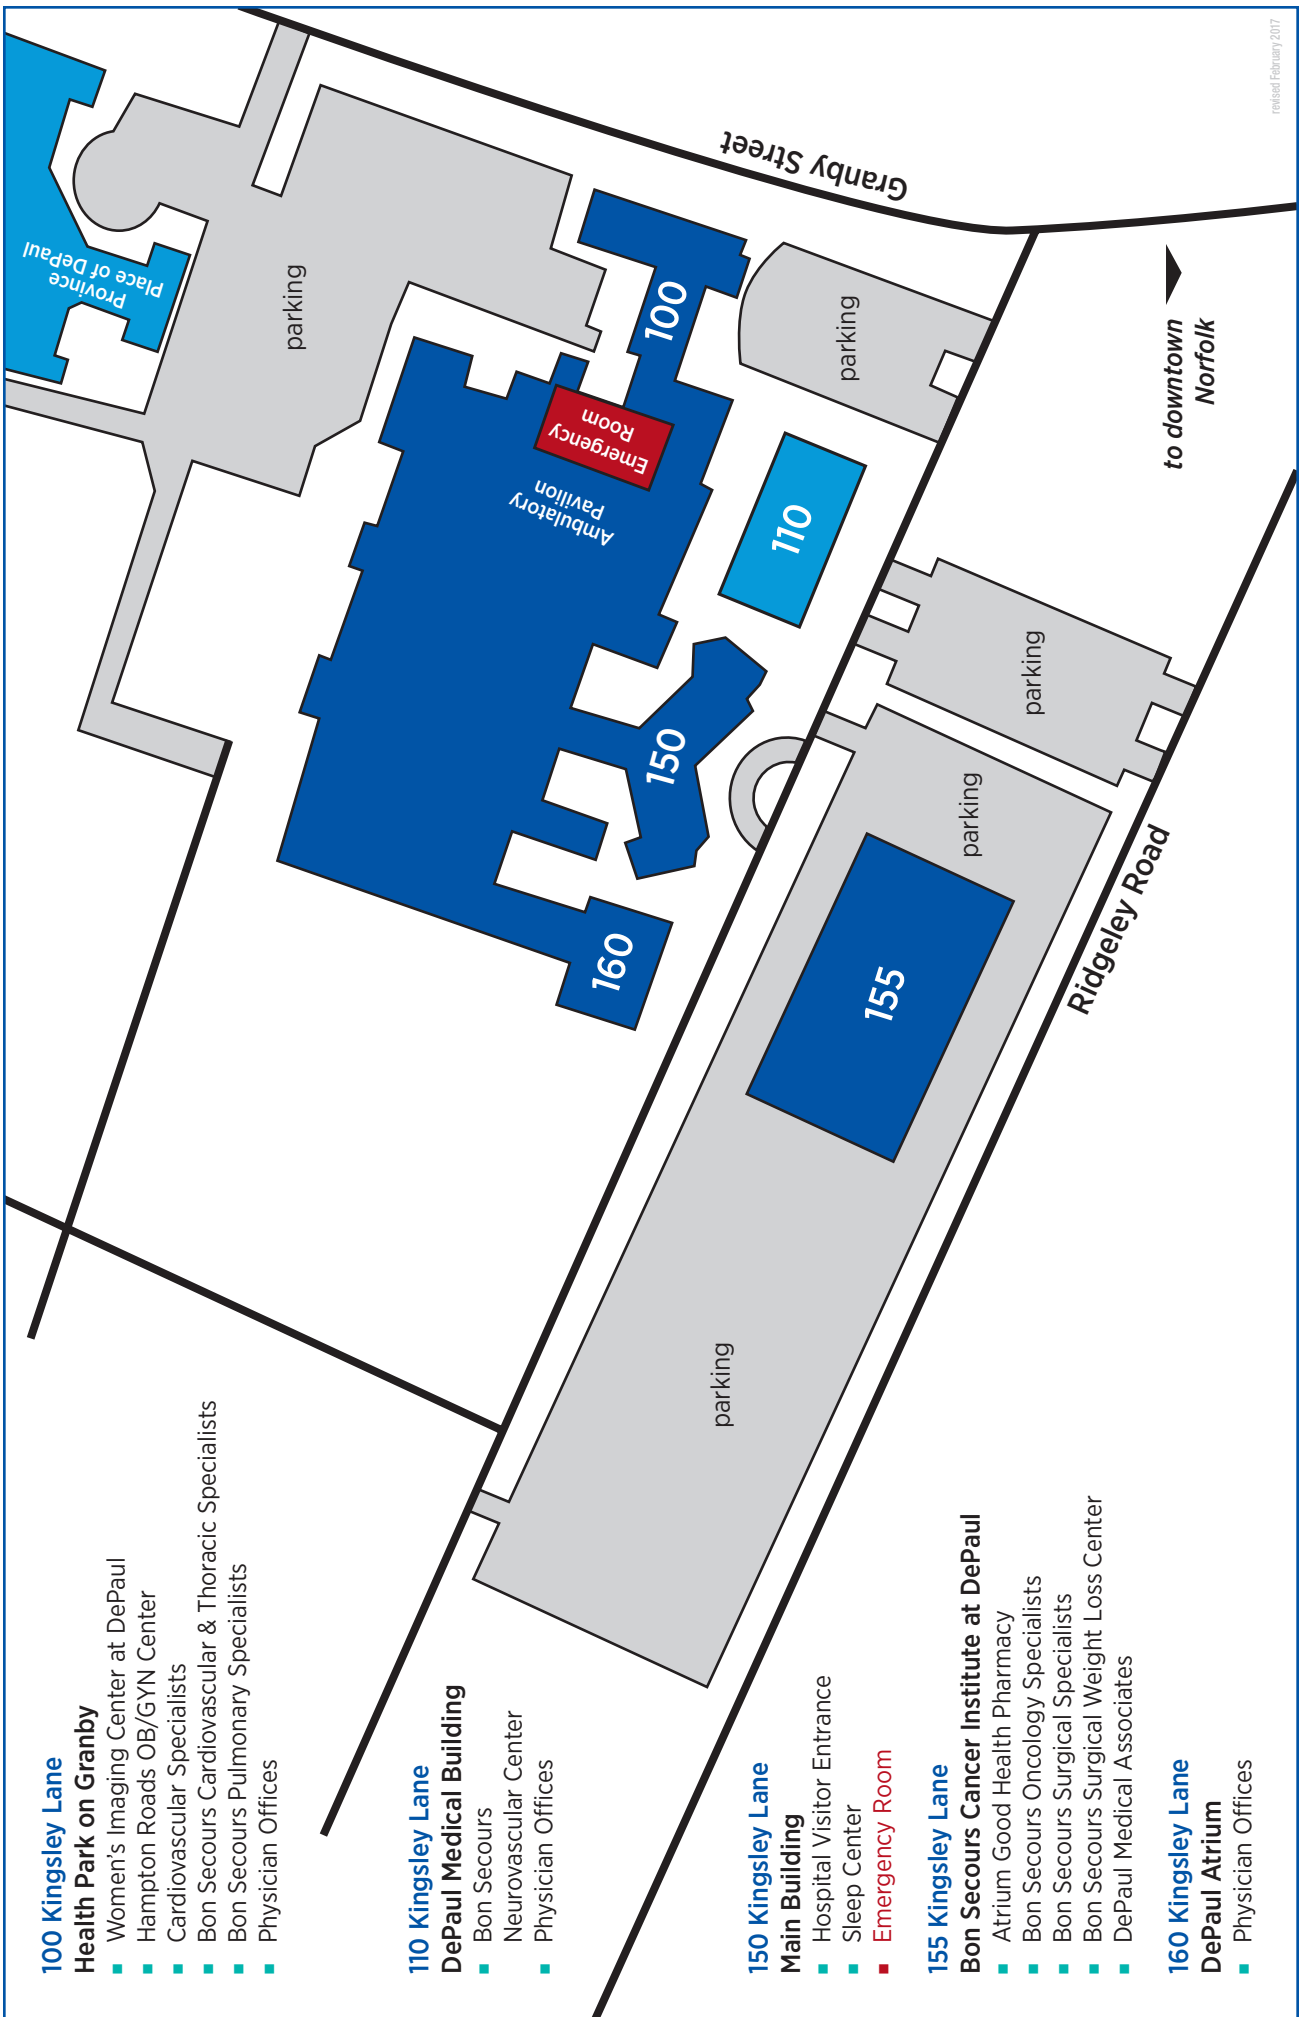 100 Kingsley Lane
Health Park on Granby
Women's Imaging Center at DePaul
Hampton Roads OB/GYN Center
Cardiovascular Specialists
Bon Secours Cardiovascular & Thoracic Specialists
Bon Secours Pulmonary Specialists
Physician Offices
110 Kingsley Lane
DePaul Medical Building
Bon Secours
Neurovascular Center
Physician Offices
150 Kingsley Lane
Main Building
Hospital Visitor Entrance
Sleep Center
Emergency Room
155 Kingsley Lane
Bon Secours Cancer Institute at DePaul
Atrium Good Health Pharmacy
Bon Secours Oncology Specialists
Bon Secours Surgical Specialists
Bon Secours Surgical Weight Loss Center
DePaul Medical Associates
160 Kingsley Lane
DePaul Atrium
Physician Offices
Province
Place of DePaul
parking
100
Emergency
Room
Ambulatory
Pavilion
Granby Street
parking
110
150
160
parking
parking
155
parking
Ridgeley Road
to downtown
Norfolk
revised February 2017